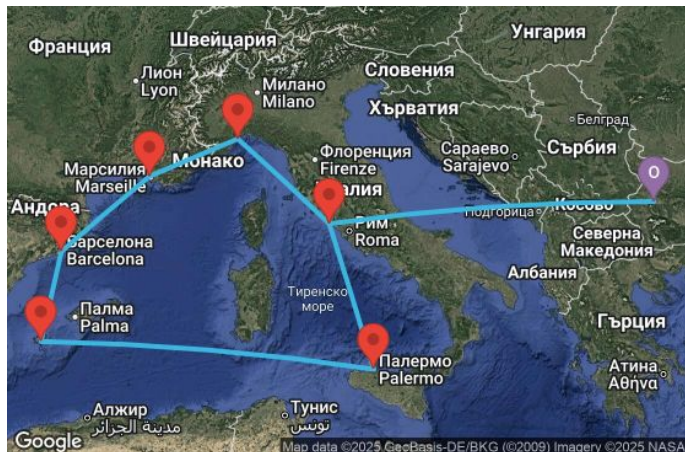 Франция
Швейцария
Унгария
Словения
Лион
Lyon
Милано
Milano
Хърватия
Белград
Сърбия
Сараево
Sarajevo
Флоренция
Firenze
Монако
Марсилия
Marseille
Андора
Италия
О
Косово
Подгорица
Рим
Roma
Северна
Македония
Барселона
Barcelona
Албания
Тиренско
море
Палма
Palma
Гърция
Палермо
Palermo
Атина
Αθήνα
Алжир
مدينة الجزائر
Тунис
تونس
Google
Map data ©2025 GeoBasis-DE/BKG (©2009) Imagery ©2025 NASA